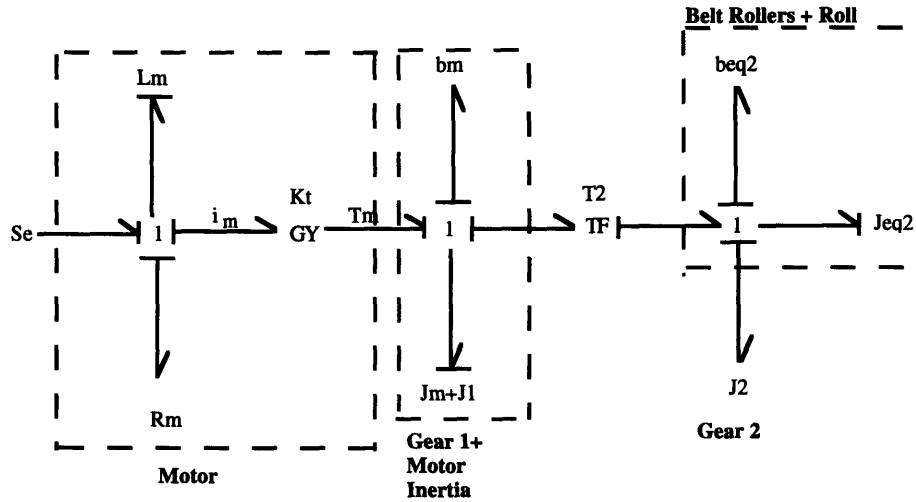 Belt Rollers + Roll
Lm
bm
beq2
Kt
T2
Se
1
i m
GY
Tm
1
TF
1
Jeq2
Rm
Jm+J1
J2
Motor
Gear 1+
Motor
Inertia
Gear 2